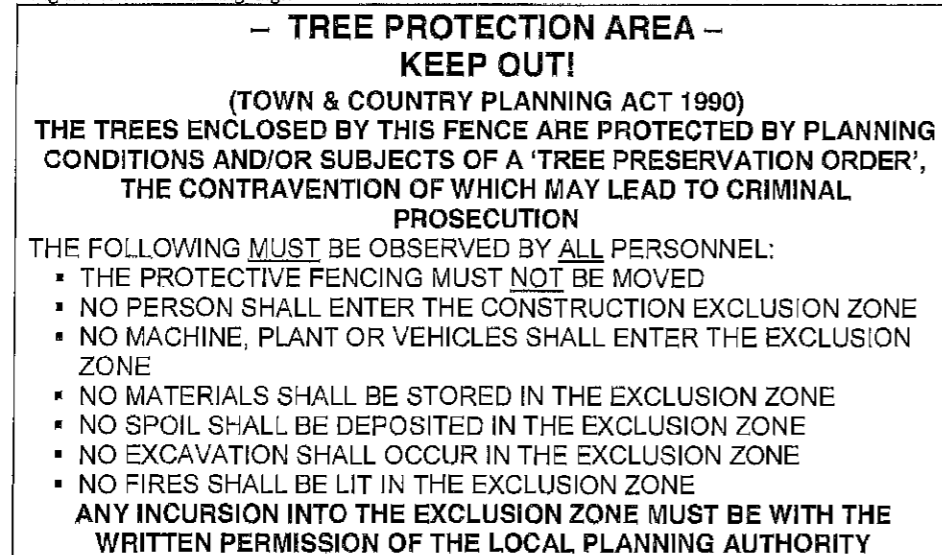 – TREE PROTECTION AREA –
KEEP OUT!
(TOWN & COUNTRY PLANNING ACT 1990)
THE TREES ENCLOSED BY THIS FENCE ARE PROTECTED BY PLANNING
CONDITIONS AND/OR SUBJECTS OF A 'TREE PRESERVATION ORDER',
THE CONTRAVENTION OF WHICH MAY LEAD TO CRIMINAL
PROSECUTION
THE FOLLOWING MUST BE OBSERVED BY ALL PERSONNEL:
▪ THE PROTECTIVE FENCING MUST NOT BE MOVED
▪ NO PERSON SHALL ENTER THE CONSTRUCTION EXCLUSION ZONE
▪ NO MACHINE, PLANT OR VEHICLES SHALL ENTER THE EXCLUSION
ZONE
▪ NO MATERIALS SHALL BE STORED IN THE EXCLUSION ZONE
▪ NO SPOIL SHALL BE DEPOSITED IN THE EXCLUSION ZONE
▪ NO EXCAVATION SHALL OCCUR IN THE EXCLUSION ZONE
▪ NO FIRES SHALL BE LIT IN THE EXCLUSION ZONE
ANY INCURSION INTO THE EXCLUSION ZONE MUST BE WITH THE
WRITTEN PERMISSION OF THE LOCAL PLANNING AUTHORITY